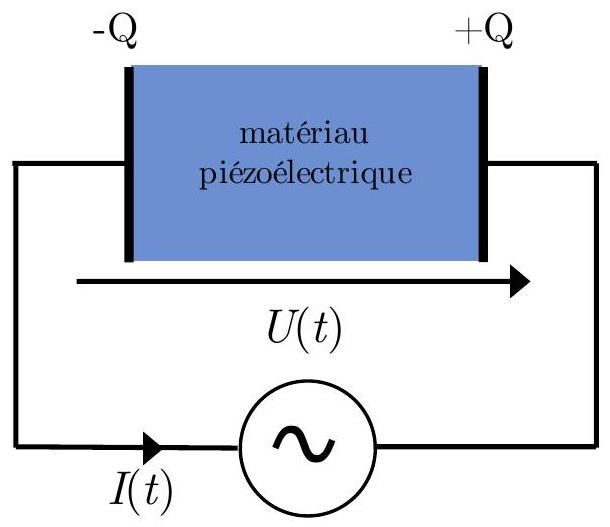 -Q
+Q
matériau
piézoélectrique
U(t)
I(t)